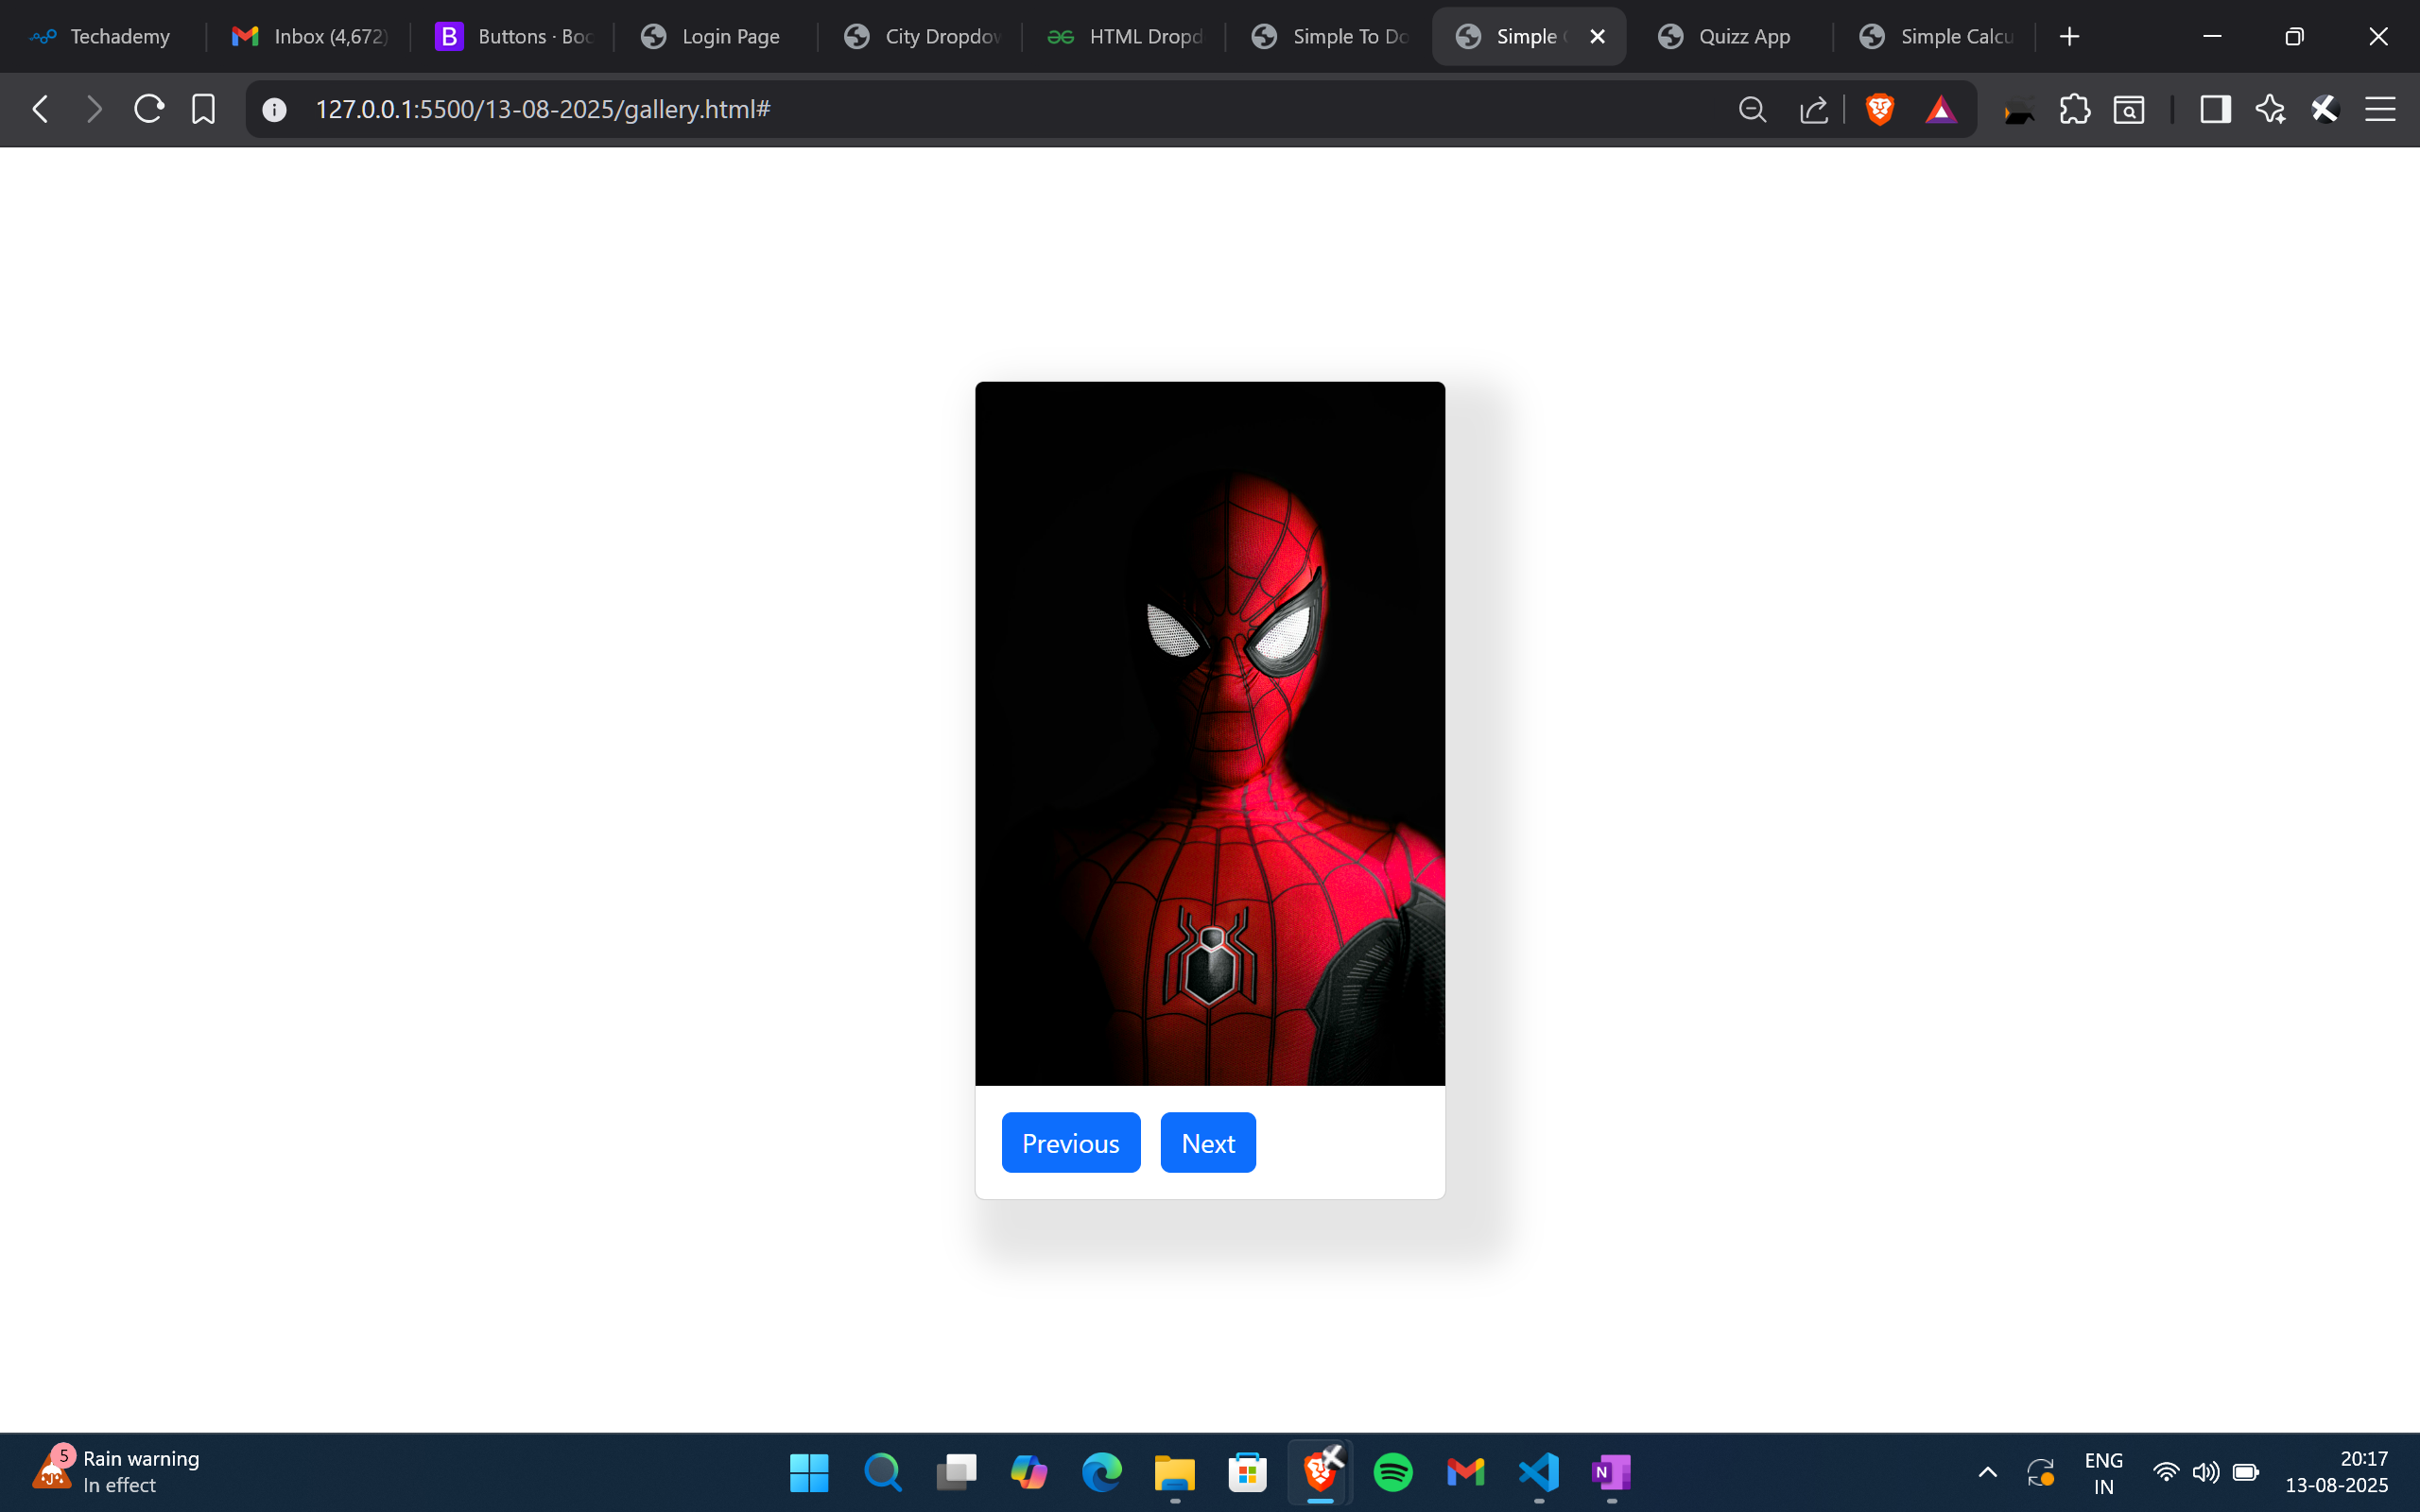 Techademy
Inbox (4,672)
B
Buttons · Boo
Login Page
City Dropdow
HTML Dropd
Simple To Do
Simple
Quizz App
Simple Calcu
127.0.0.1:5500/13-08-2025/gallery.html#
Previous
Next
5
Rain warning
In effect
N
ENG
IN
20:17
13-08-2025